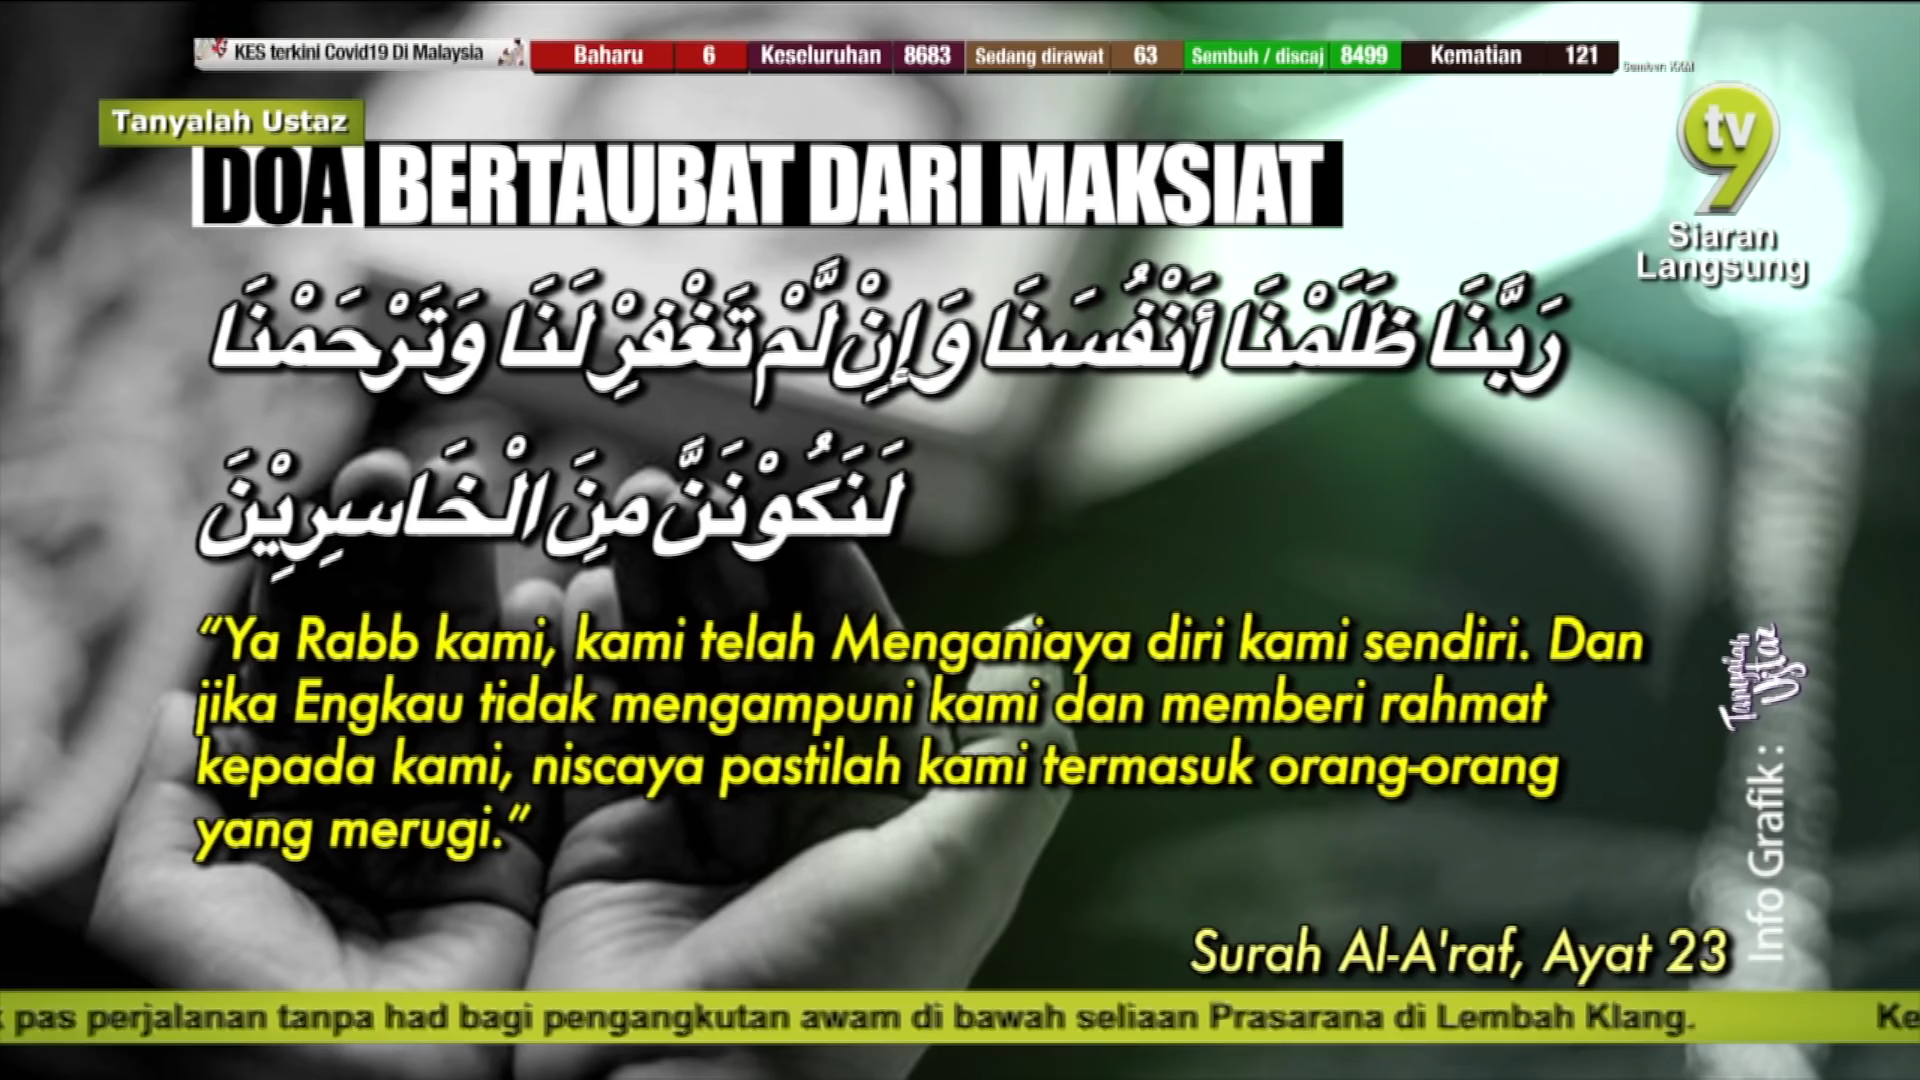 KES terkini Covid19 Di Malaysia Baharu 6 Keseluruhan 8683 Sedang dirawat 63 Sembuh / discaj 8499 Kematian 121
Sumber: KKM
Tanyalah Ustaz
DOA BERTAUBAT DARI MAKSIAT
tv9
Siaran
Langsung
رَبَّنَا ظَلَمْنَا أَنْفُسَنَا وَإِنْ لَّمْ تَغْفِرْ لَنَا وَتَرْحَمْنَا
لَنَكُوْنَنَّ مِنَ الْخَاسِرِيْنَ
“Ya Rabb kami, kami telah Menganiaya diri kami sendiri. Dan
jika Engkau tidak mengampuni kami dan memberi rahmat
kepada kami, niscaya pastilah kami termasuk orang-orang
yang merugi.”
Surah Al-A'raf, Ayat 23
Info Grafik : Tanyalah Ustaz
pas perjalanan tanpa had bagi pengangkutan awam di bawah seliaan Prasarana di Lembah Klang.